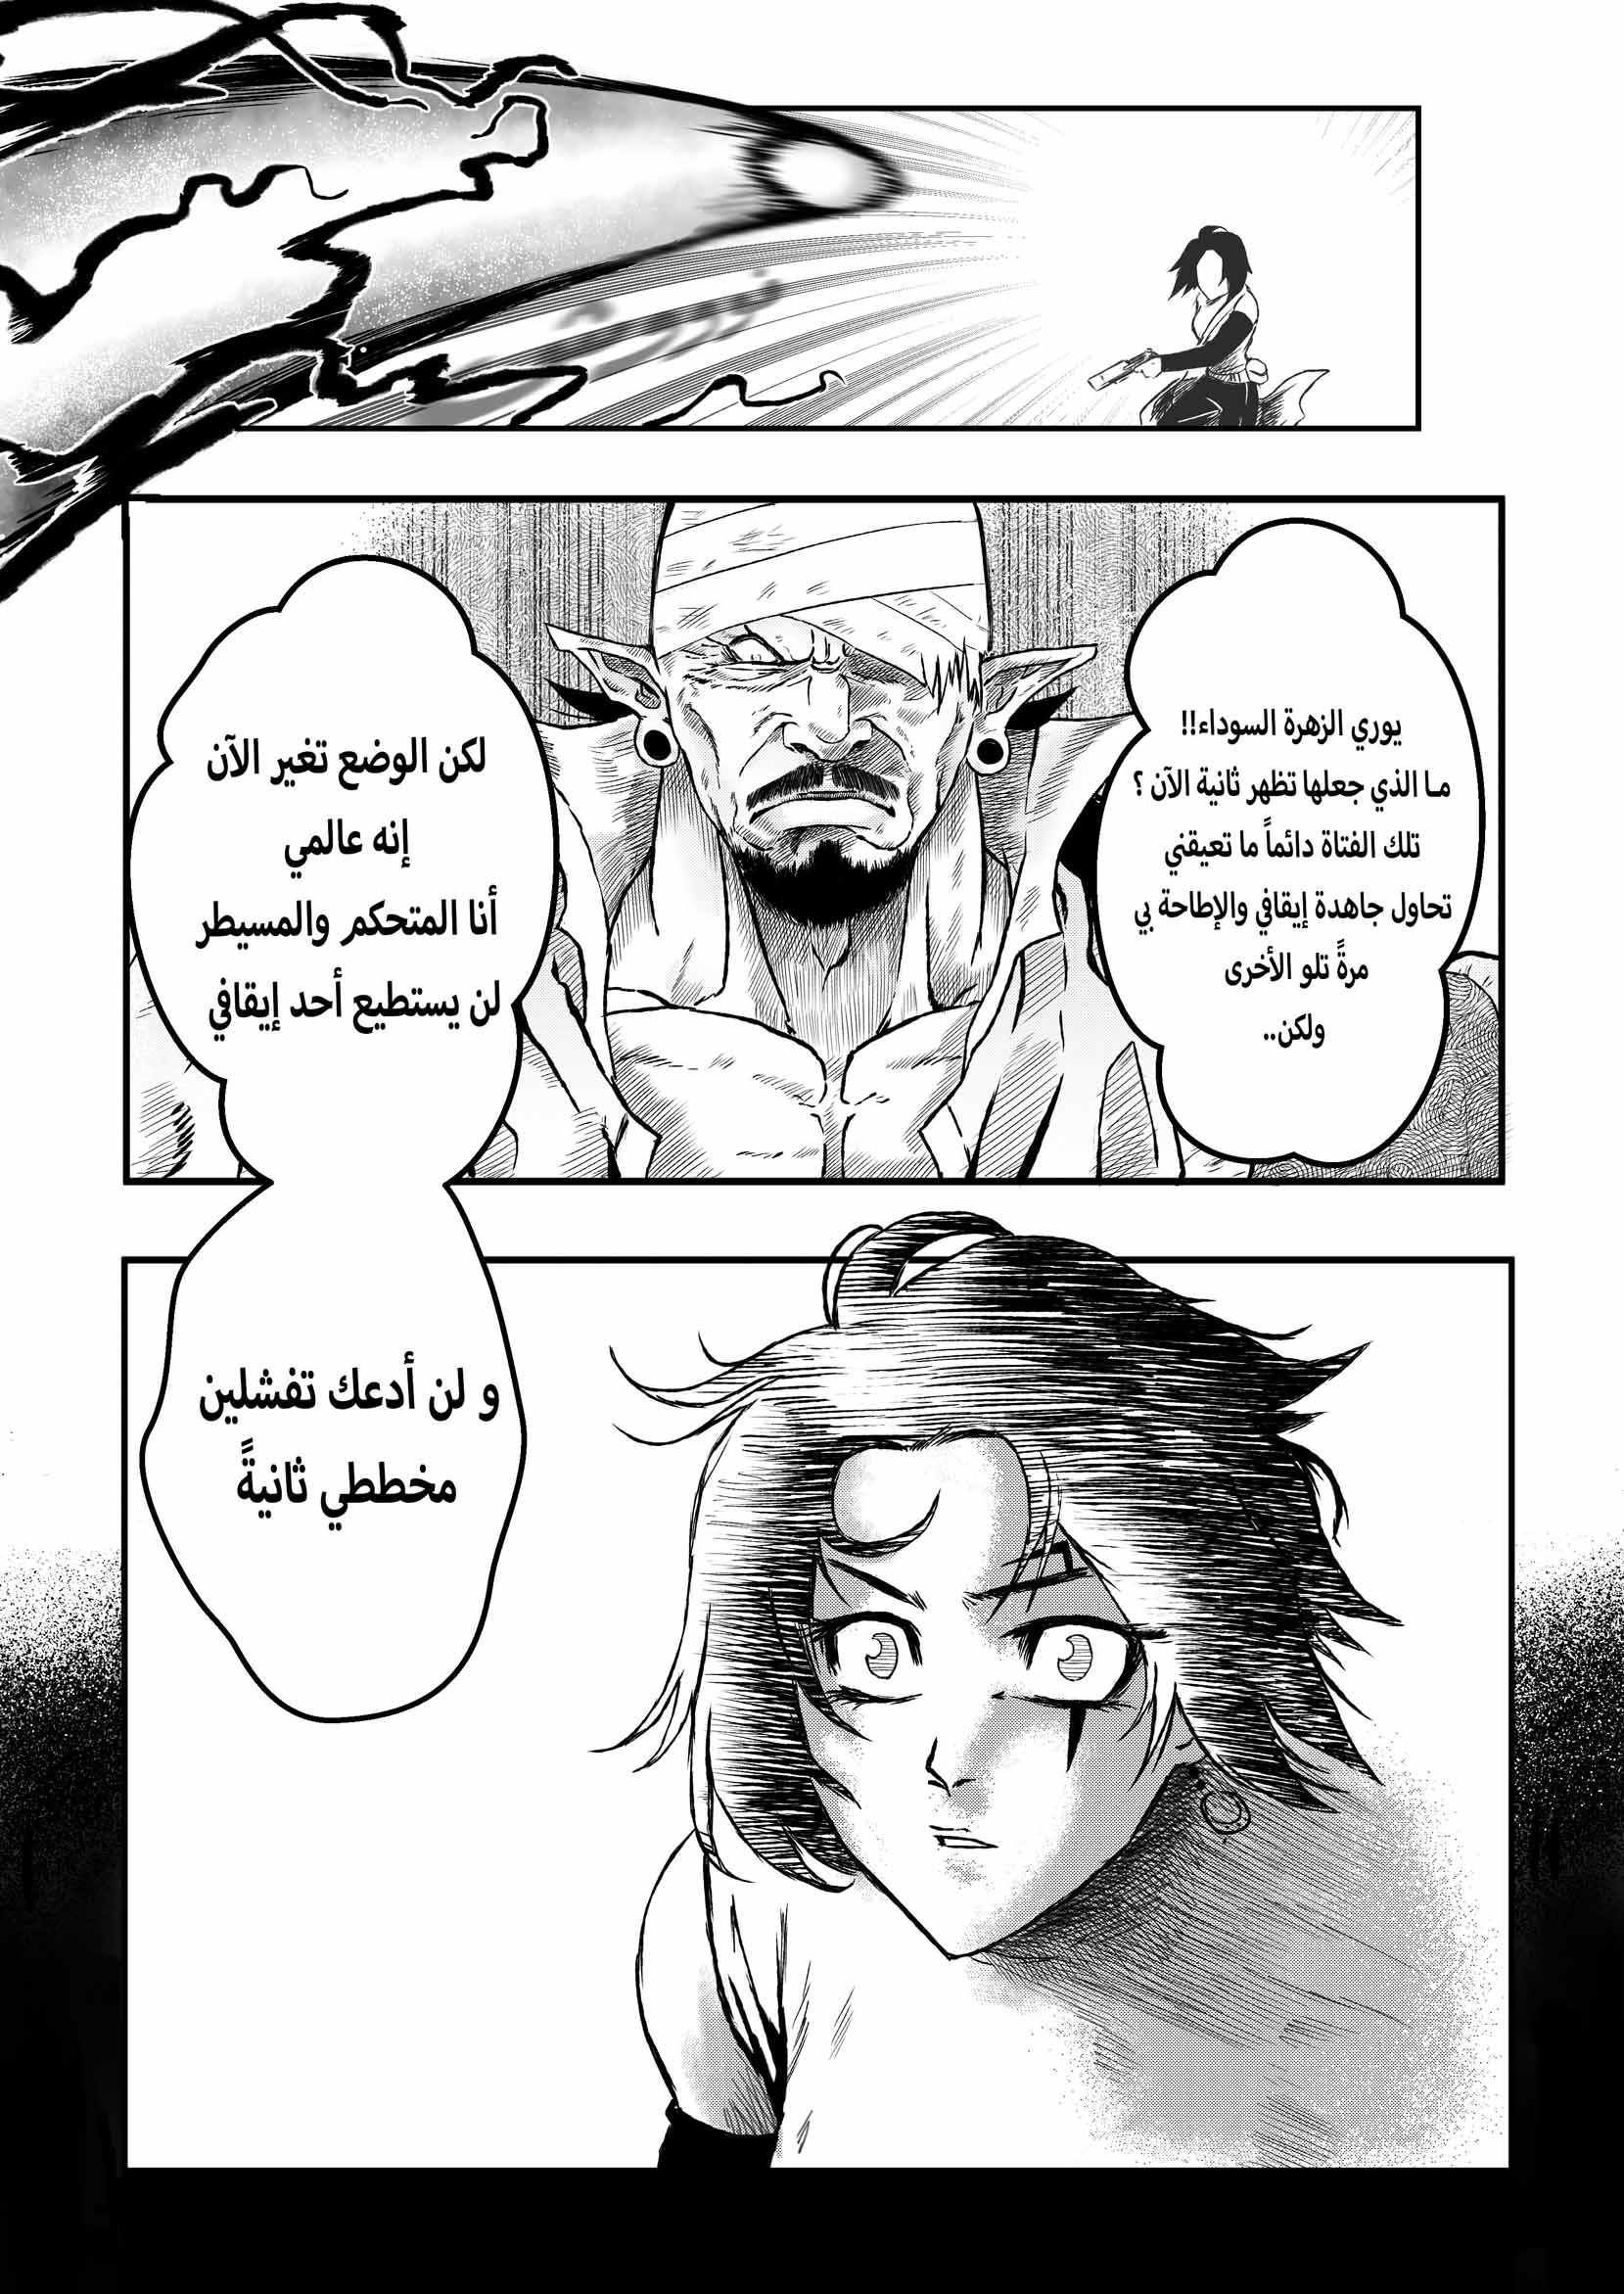 يوري الزهرة السوداء!!
ما الذي جعلها تظهر ثانية الآن ؟
تلك الفتاة دائماً ما تعيقني
تحاول جاهدة إيقافي والإطاحة بي
مرةً تلو الأخرى
ولكن..
لكن الوضع تغير الآن
إنه عالمي
أنا المتحكم والمسيطر
لن يستطيع أحد إيقافي
و لن أدعك تفشلين
مخططي ثانيةً